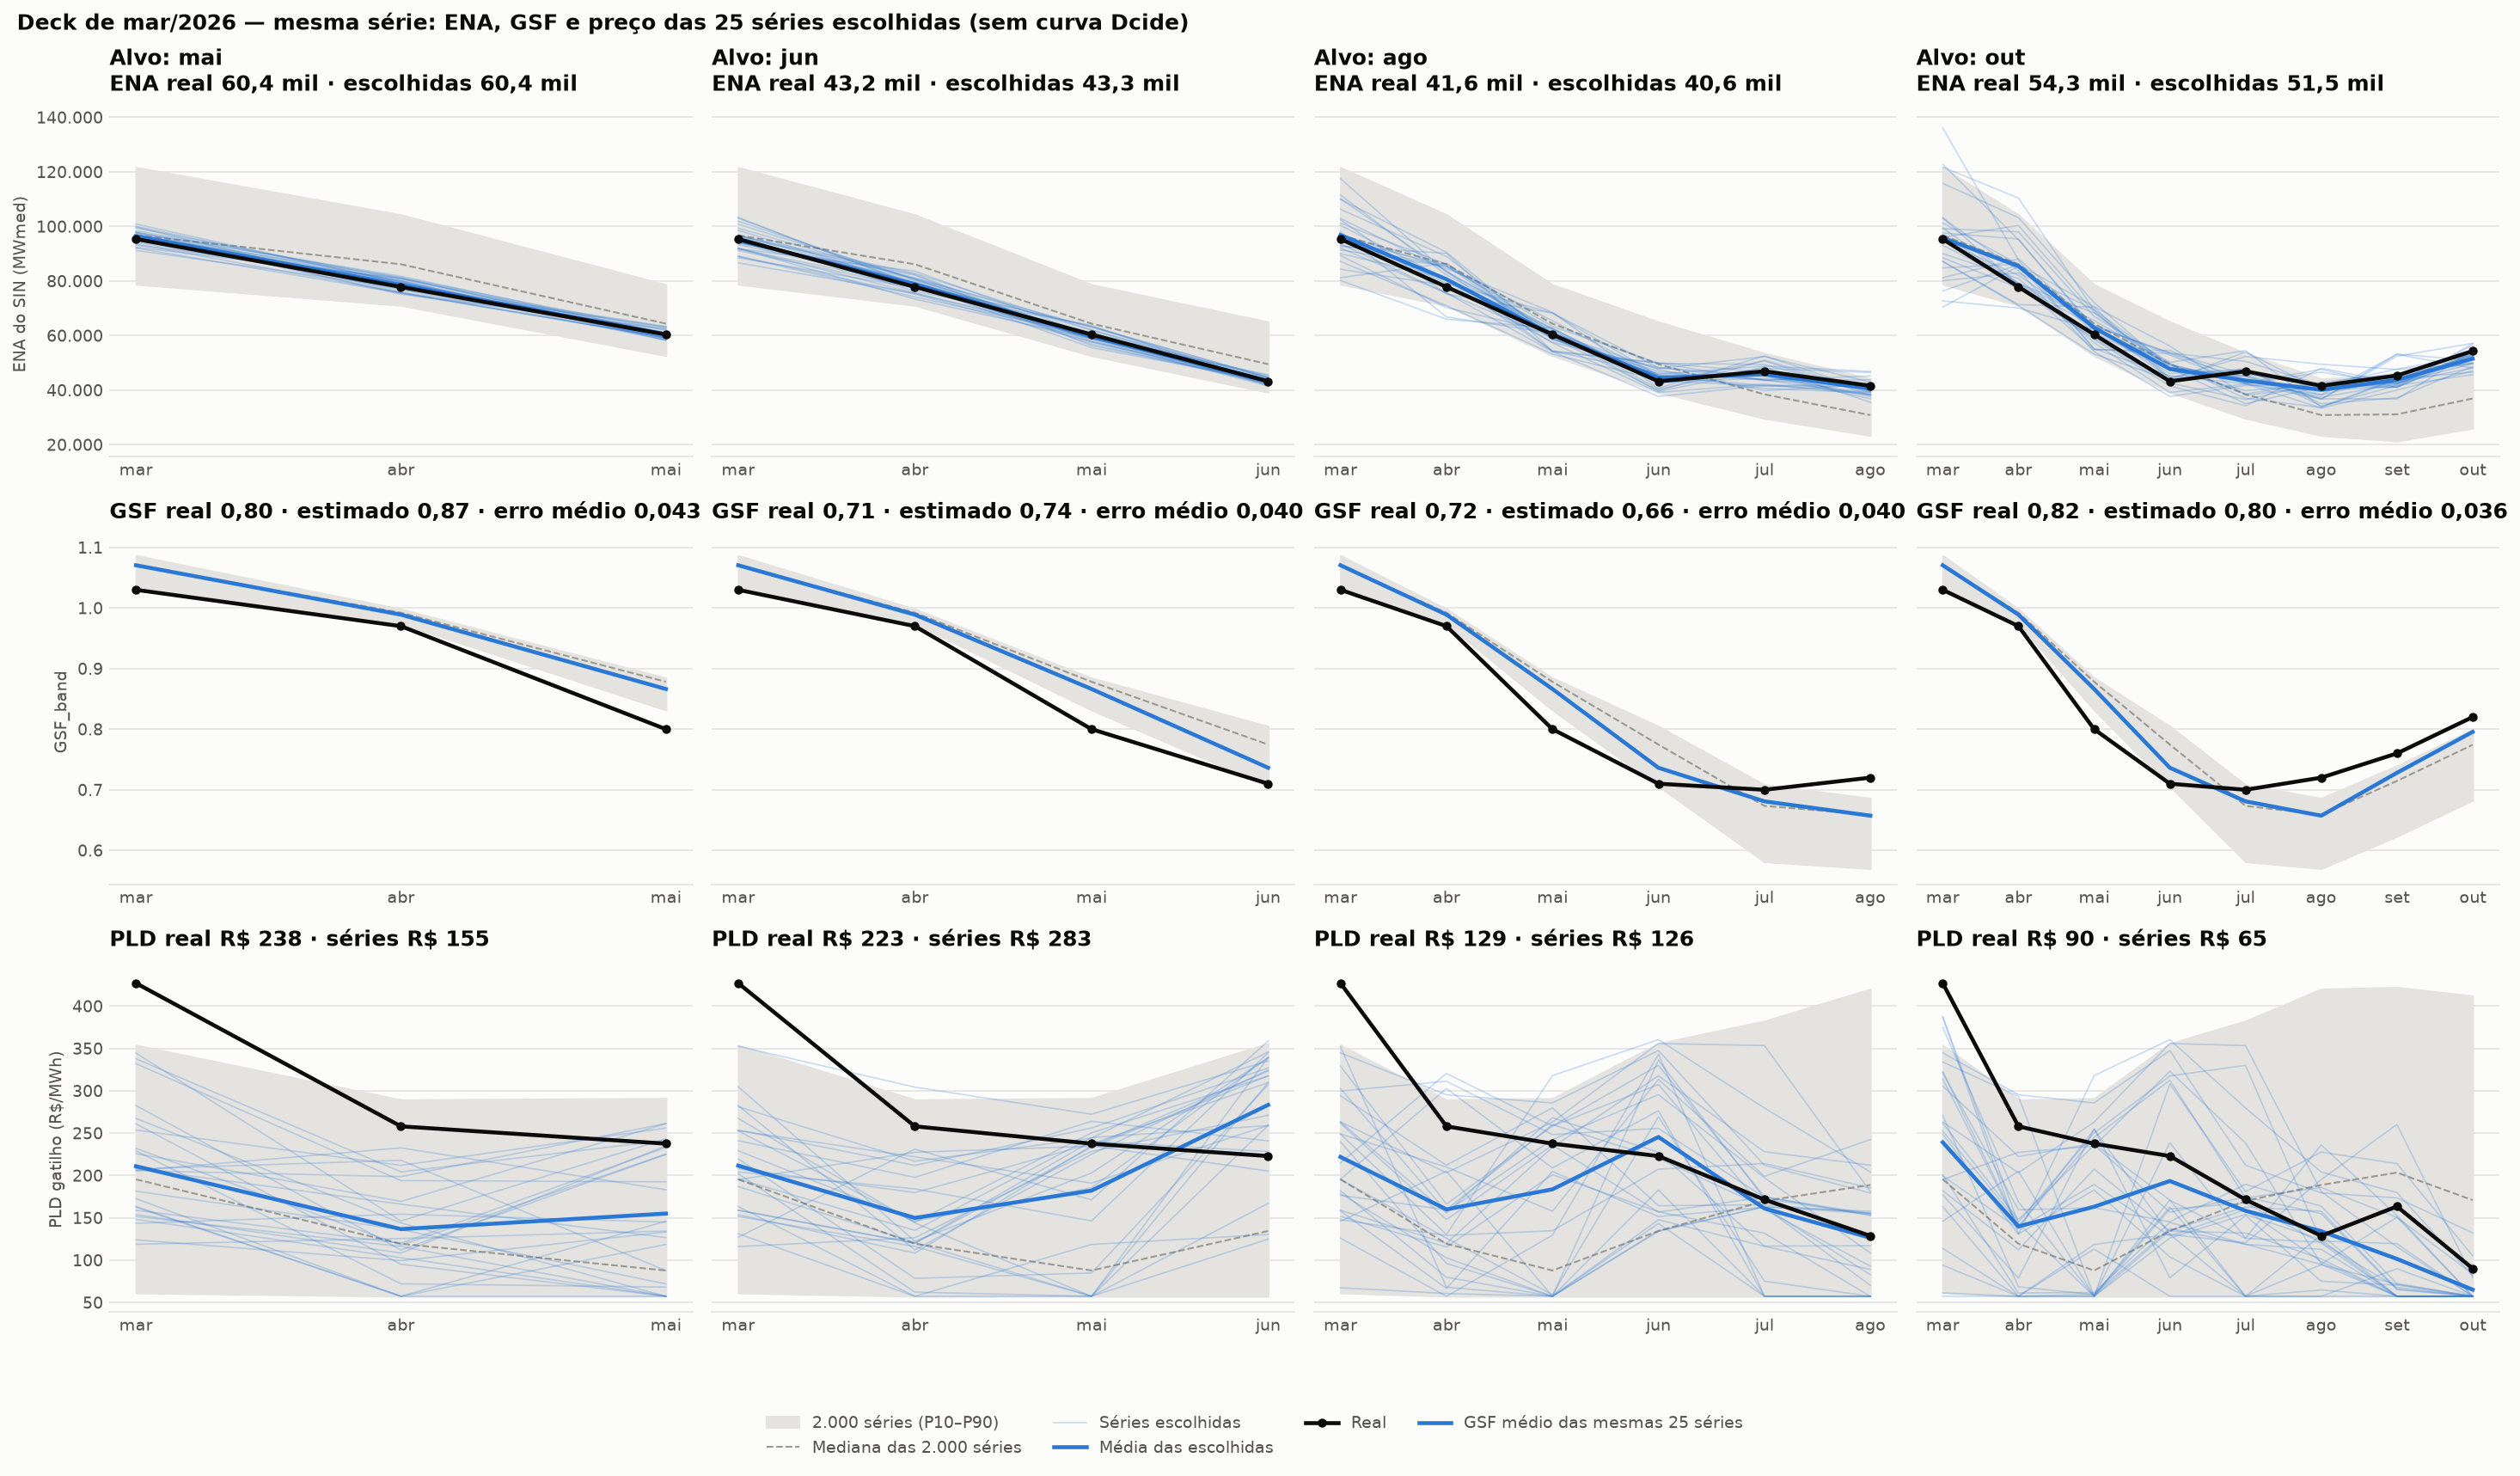 Deck de mar/2026 — mesma série: ENA, GSF e preço das 25 séries escolhidas (sem curva Dcide)
Alvo: mai
ENA real 60,4 mil · escolhidas 60,4 mil
Alvo: jun
ENA real 43,2 mil · escolhidas 43,3 mil
Alvo: ago
ENA real 41,6 mil · escolhidas 40,6 mil
Alvo: out
ENA real 54,3 mil · escolhidas 51,5 mil
ENA do SIN (MWmed)
140.000
120.000
100.000
80.000
60.000
40.000
20.000
mar abr mai
mar abr mai jun
mar abr mai jun jul ago
mar abr mai jun jul ago set out
GSF real 0,80 · estimado 0,87 · erro médio 0,043
GSF real 0,71 · estimado 0,74 · erro médio 0,040
GSF real 0,72 · estimado 0,66 · erro médio 0,040
GSF real 0,82 · estimado 0,80 · erro médio 0,036
GSF_band
1.1
1.0
0.9
0.8
0.7
0.6
mar abr mai
mar abr mai jun
mar abr mai jun jul ago
mar abr mai jun jul ago set out
PLD real R$ 238 · séries R$ 155
PLD real R$ 223 · séries R$ 283
PLD real R$ 129 · séries R$ 126
PLD real R$ 90 · séries R$ 65
PLD gatilho (R$/MWh)
400
350
300
250
200
150
100
50
mar abr mai
mar abr mai jun
mar abr mai jun jul ago
mar abr mai jun jul ago set out
2.000 séries (P10–P90)
Séries escolhidas
Real
GSF médio das mesmas 25 séries
Mediana das 2.000 séries
Média das escolhidas